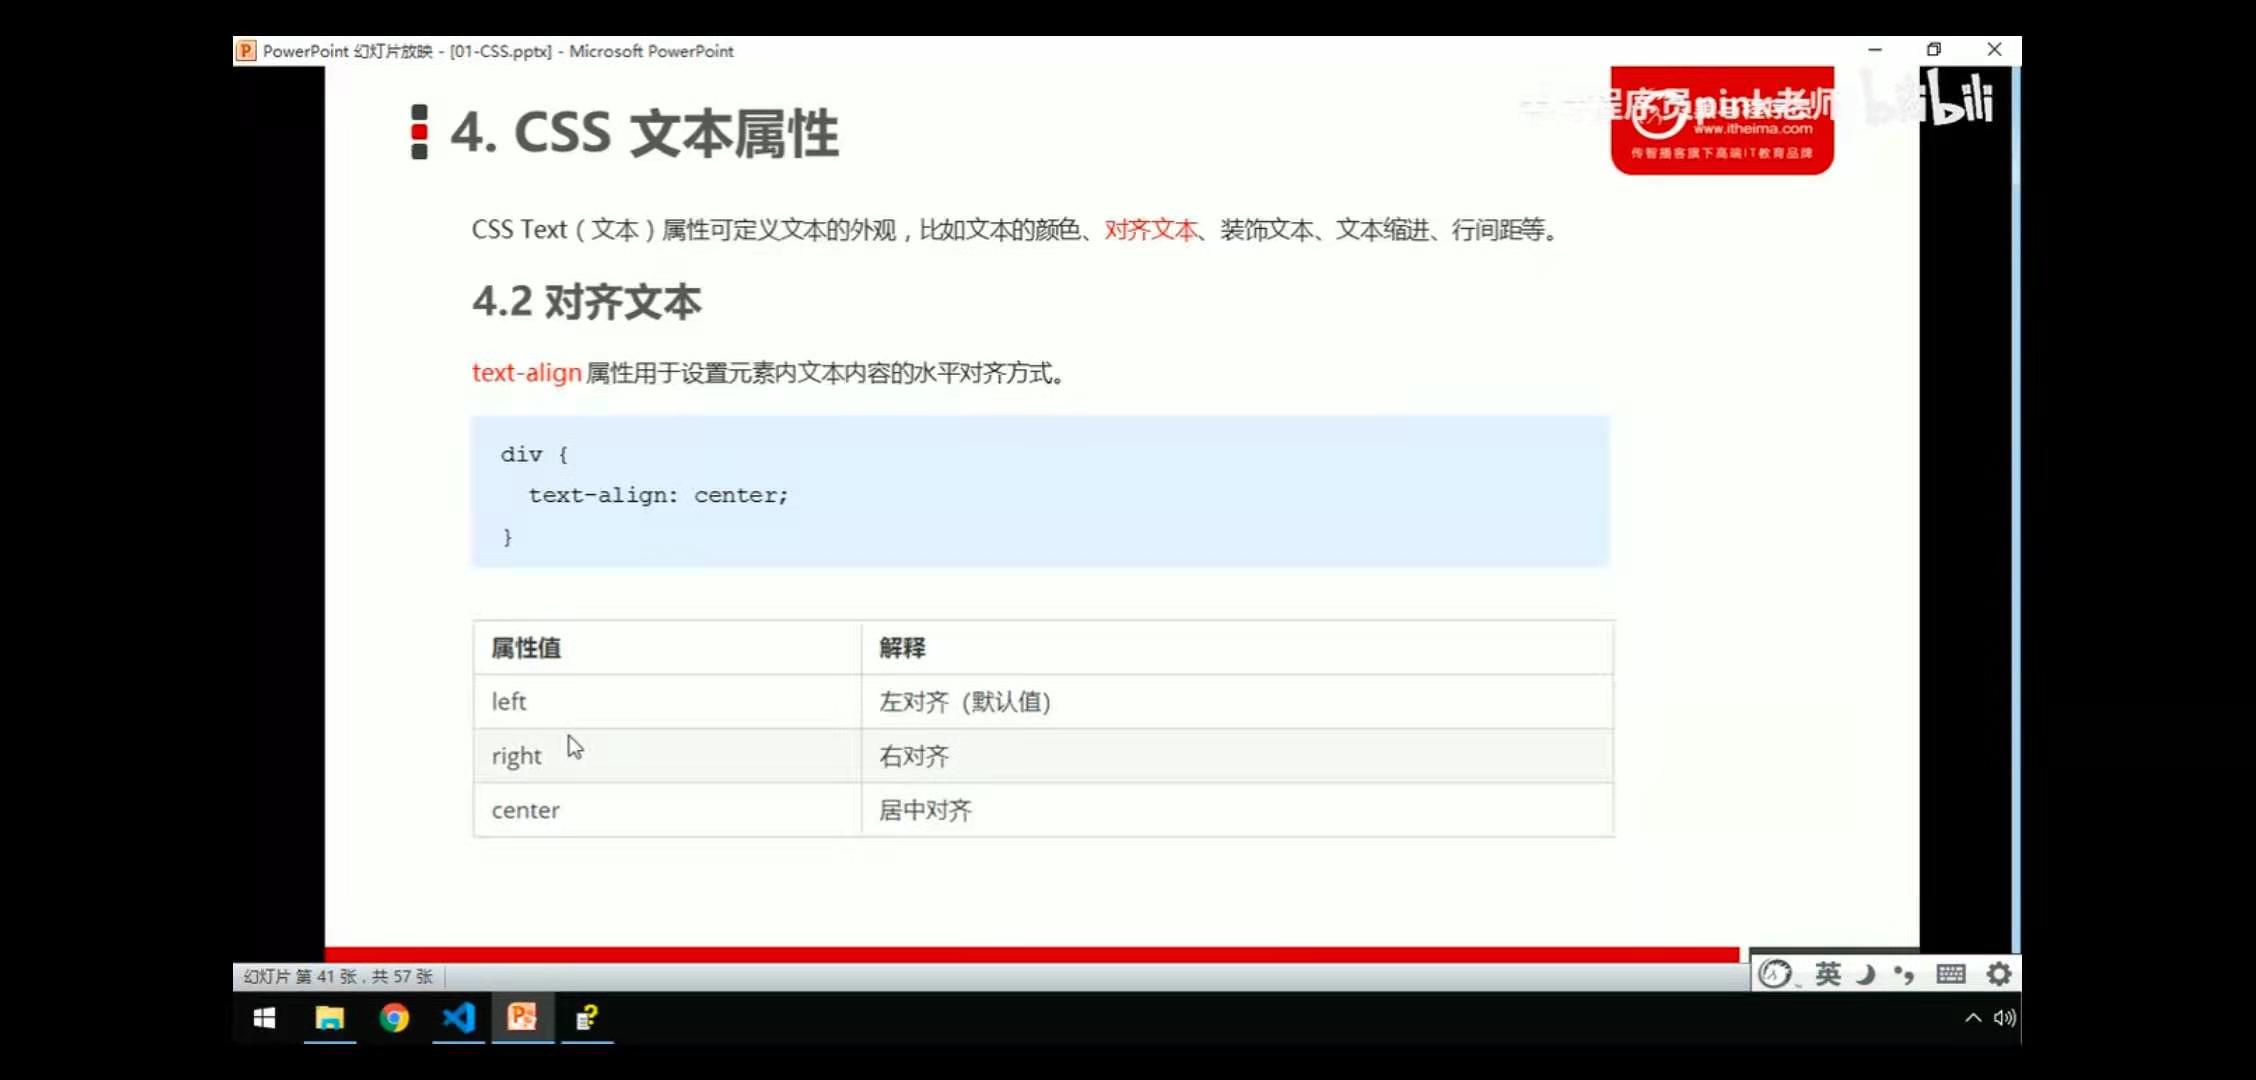 PowerPoint 幻灯片放映 - [01-CSS.pptx] - Microsoft PowerPoint
4. CSS 文本属性
程序员pink老师
bilibili
www.itheima.com
传智播客旗下高端IT教育品牌
CSS Text（文本）属性可定义文本的外观，比如文本的颜色、对齐文本、装饰文本、文本缩进、行间距等。
4.2 对齐文本
text-align 属性用于设置元素内文本内容的水平对齐方式。
div {
text-align: center;
}
属性值 解释
left 左对齐（默认值）
right 右对齐
center 居中对齐
幻灯片 第 41 张，共 57 张
英